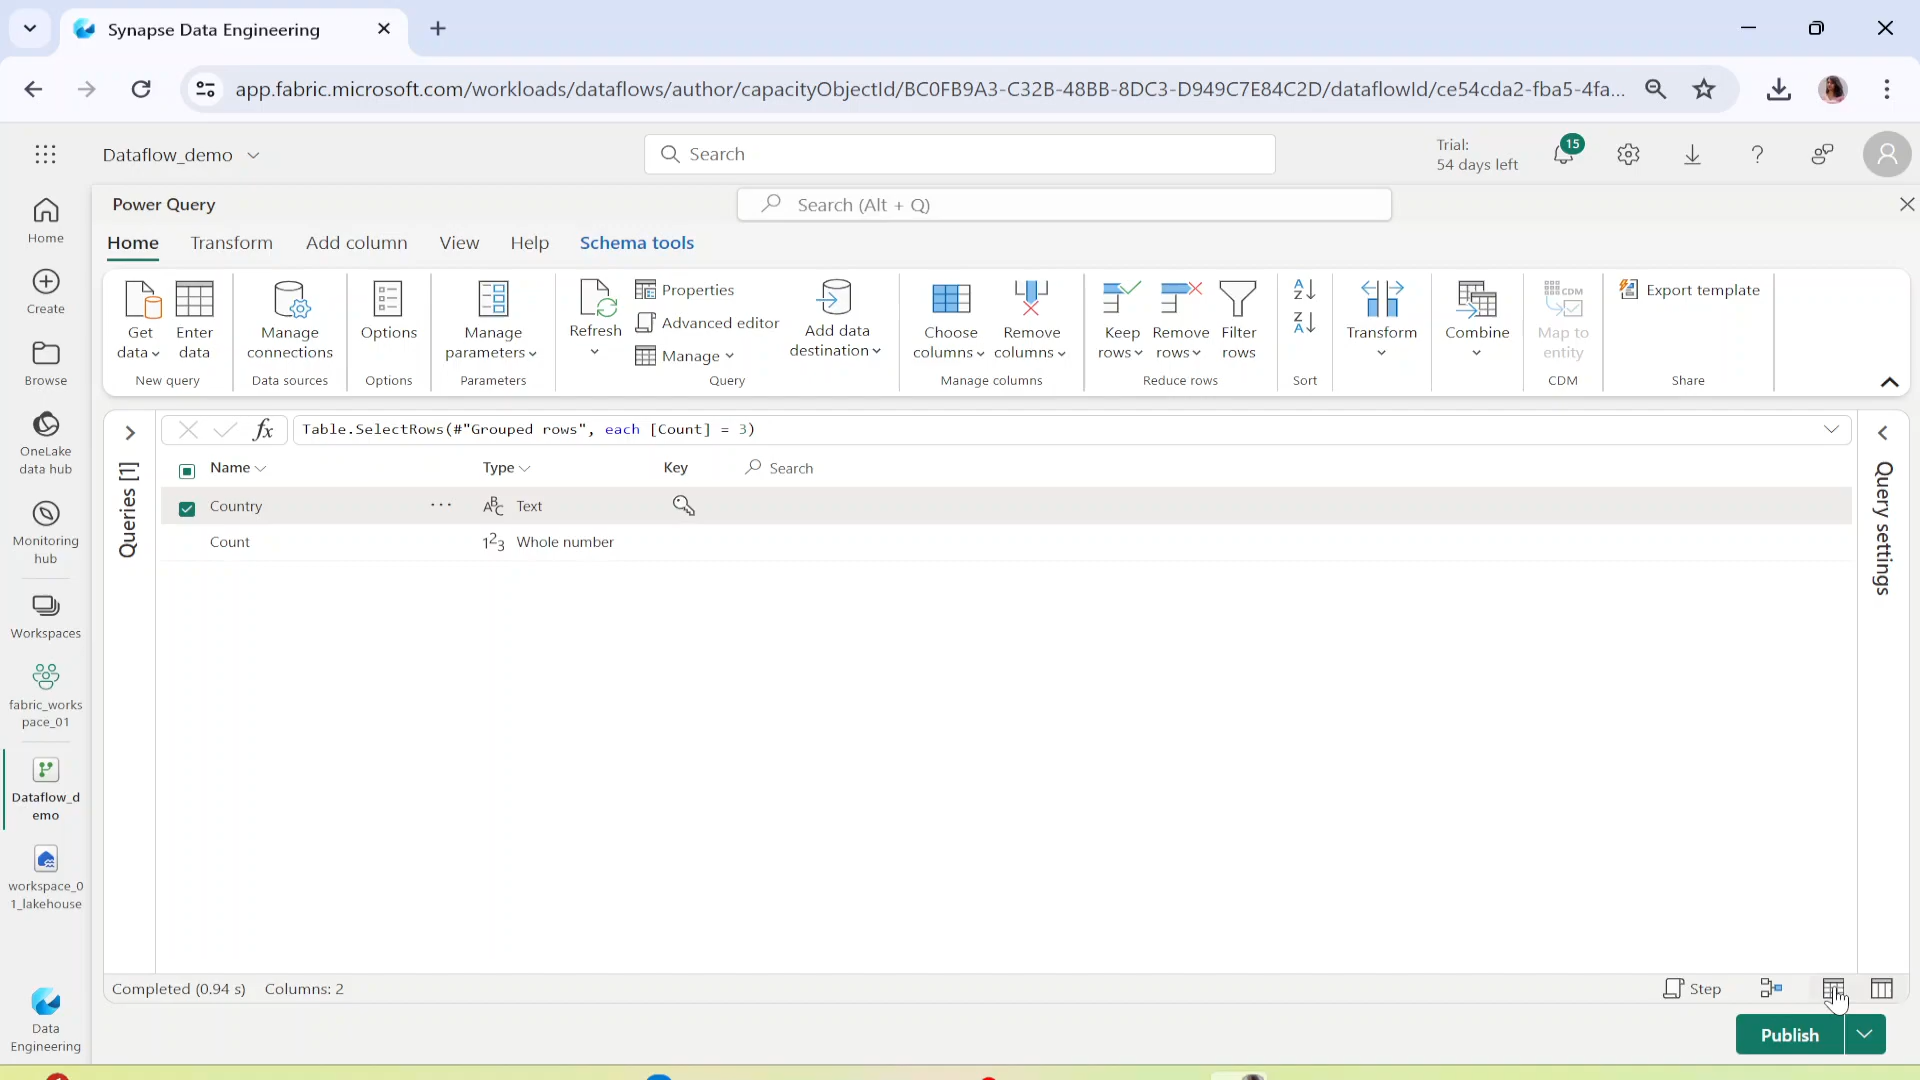 Synapse Data Engineering
app.fabric.microsoft.com/workloads/dataflows/author/capacityObjectId/BC0FB9A3-C32B-48BB-8DC3-D949C7E84C2D/dataflowId/ce54cda2-fba5-4fa...
Dataflow_demo
Search
Trial:
54 days left
15
?
Power Query
Search (Alt + Q)
Home
Transform
Add column
View
Help
Schema tools
Get
data
Enter
data
New query
Manage
connections
Data sources
Options
Options
Manage
parameters
Parameters
Refresh
Properties
Advanced editor
Manage
Add data
destination
Query
Choose
columns
Remove
columns
Manage columns
Keep
rows
Remove
rows
Filter
rows
Reduce rows
A
Z
Z
A
Sort
Transform
Combine
CDM
Map to
entity
CDM
Export template
Share
Home
Create
Browse
OneLake
data hub
Monitoring
hub
Workspaces
fabric_works
pace_01
Dataflow_d
emo
workspace_0
1_lakehouse
Data
Engineering
Queries [1]
fx
Table.SelectRows(#"Grouped rows", each [Count] = 3)
Name
Type
Key
Search
Country
ABC Text
Count
123 Whole number
Query settings
Completed (0.94 s)
Columns: 2
Step
Publish